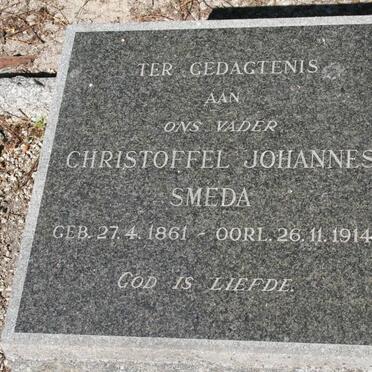 TER GEDAGTENIS
AAN
ONS VADER
CHRISTOFFEL JOHANNES
SMEDA
GEB. 27. 4. 1861 - OORL. 26. 11. 1914
GOD IS LIEFDE.